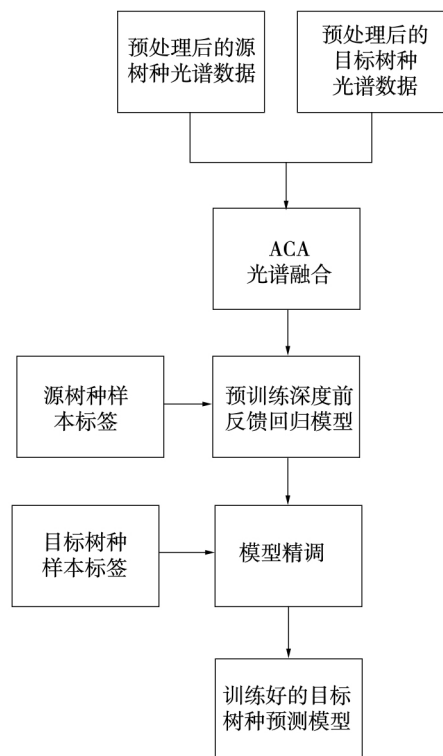 预处理后的源
树种光谱数据
预处理后的
目标树种
光谱数据
ACA
光谱融合
源树种样
本标签
预训练深度前
反馈回归模型
目标树种
样本标签
模型精调
训练好的目标
树种预测模型